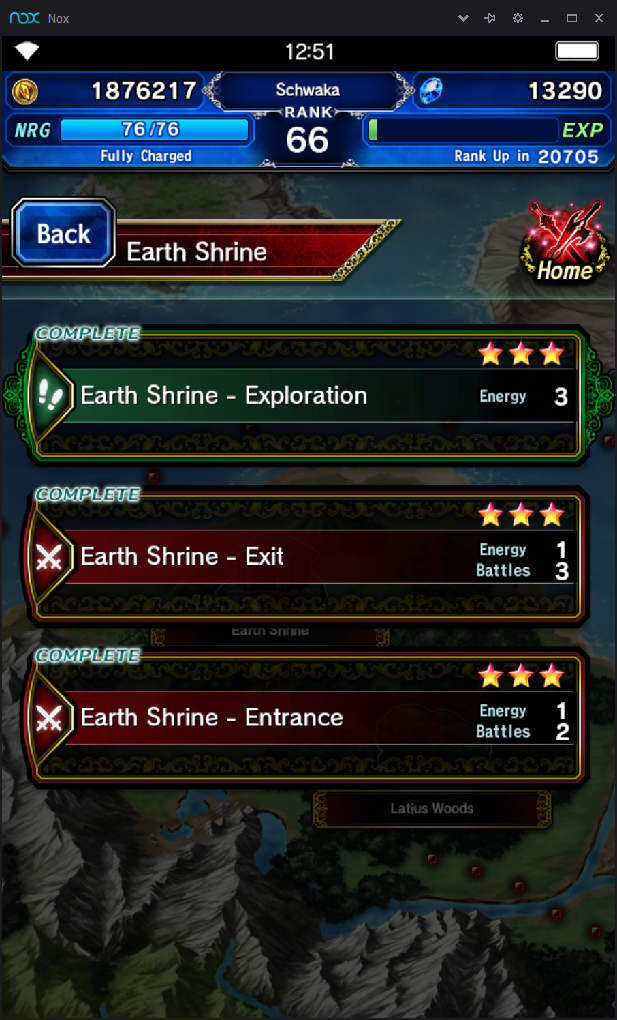 nox Nox
12:51
1876217 Schwaka 13290
NRG 76/76 RANK 66 EXP
Fully Charged Rank Up in 20705
Back Earth Shrine Home
COMPLETE
Earth Shrine - Exploration Energy 3
COMPLETE
Earth Shrine - Exit Energy 1
Battles 3
Earth Shrine
COMPLETE
Earth Shrine - Entrance Energy 1
Battles 2
Latius Woods